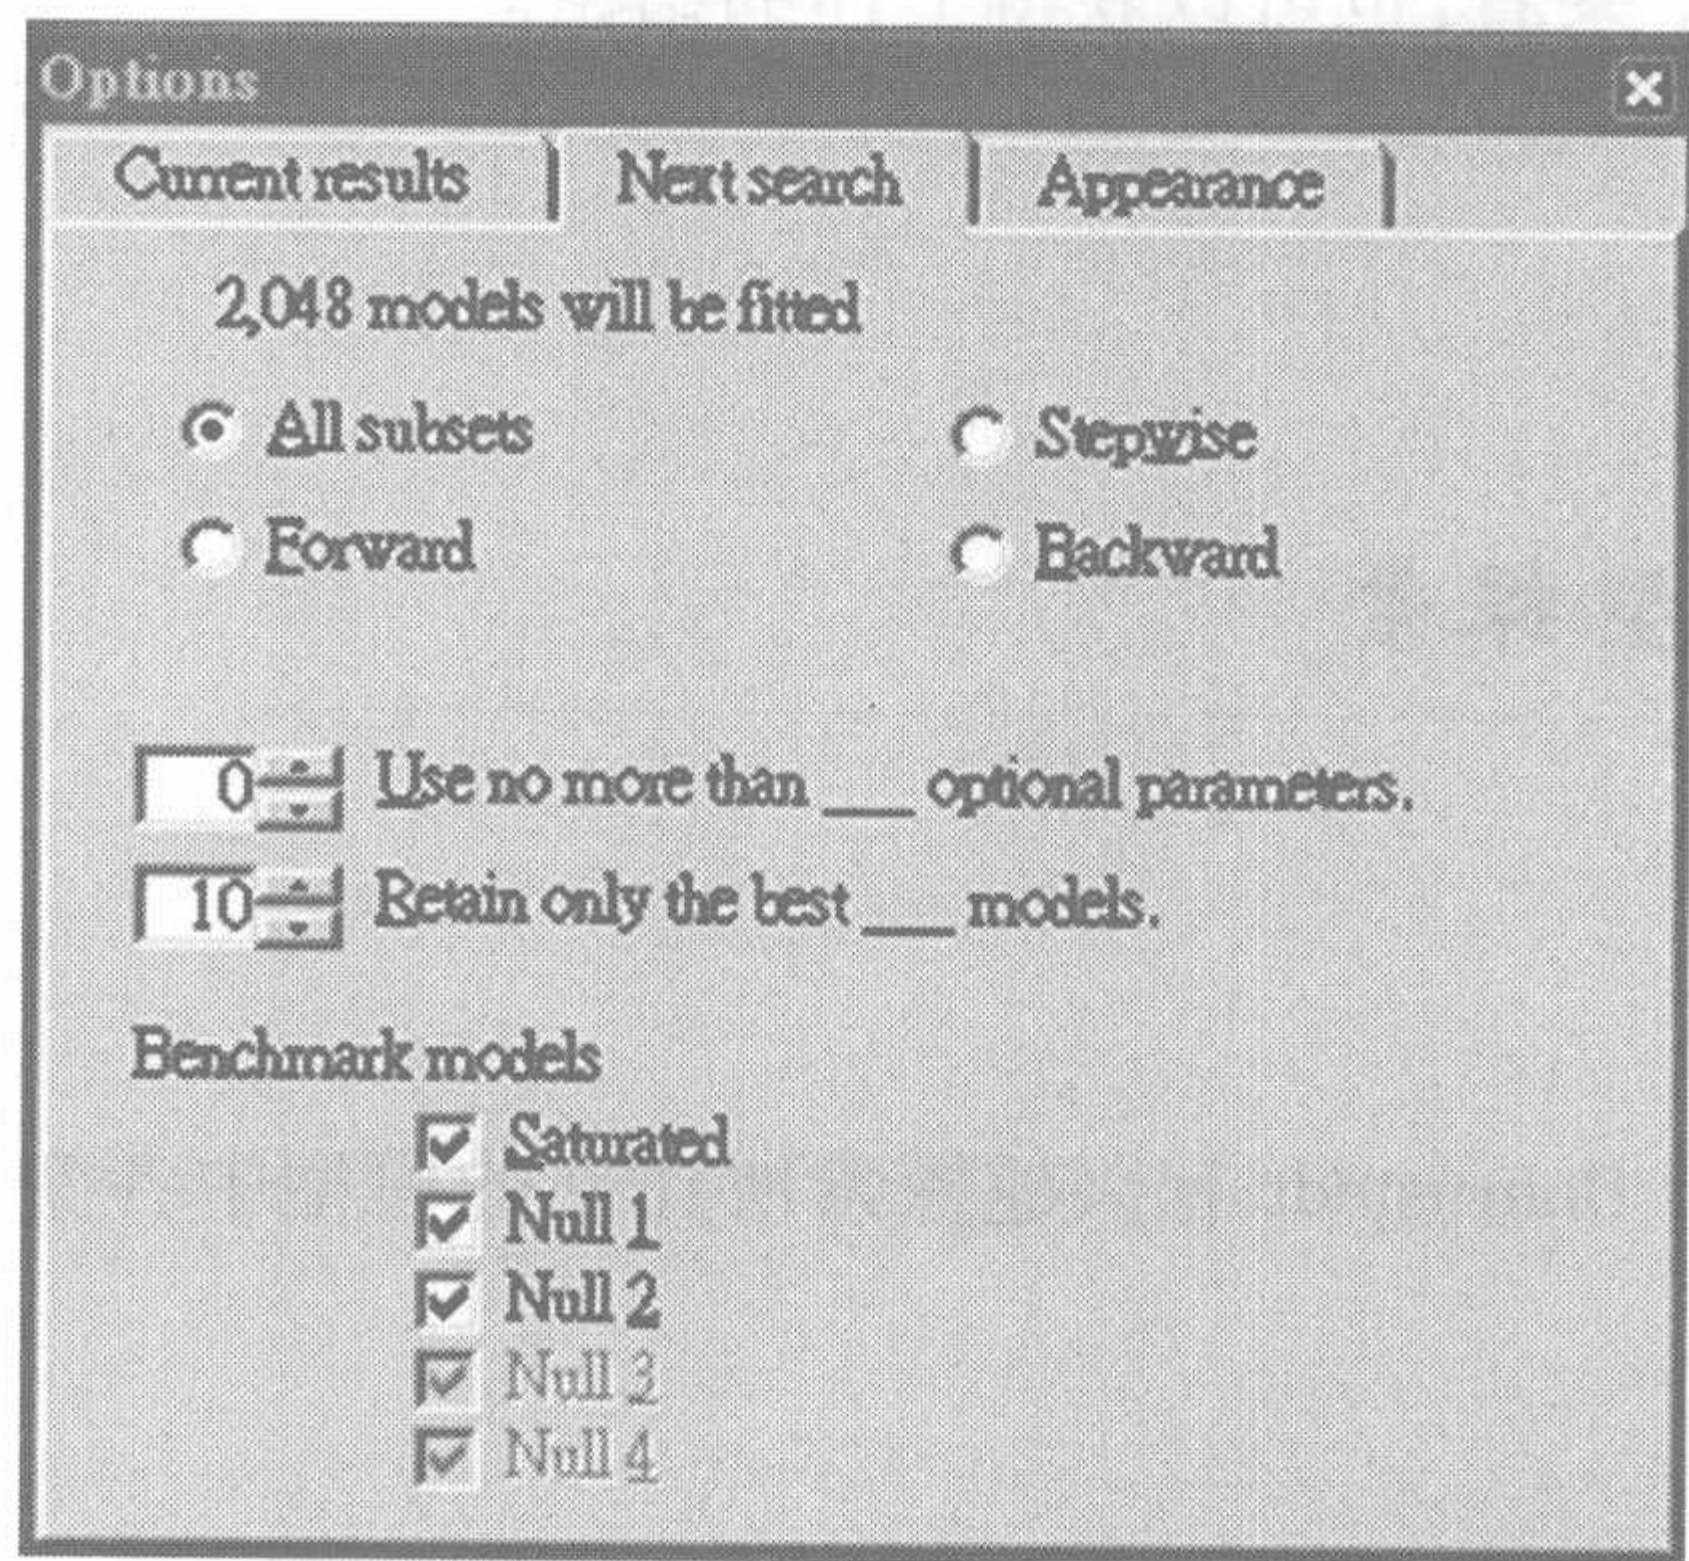 Options
Current results Next search Appearance
2,048 models will be fitted
All subsets Stepwise
Forward Backward
0 Use no more than ___ optional parameters.
10 Retain only the best ___ models.
Benchmark models
Saturated
Null 1
Null 2
Null 3
Null 4